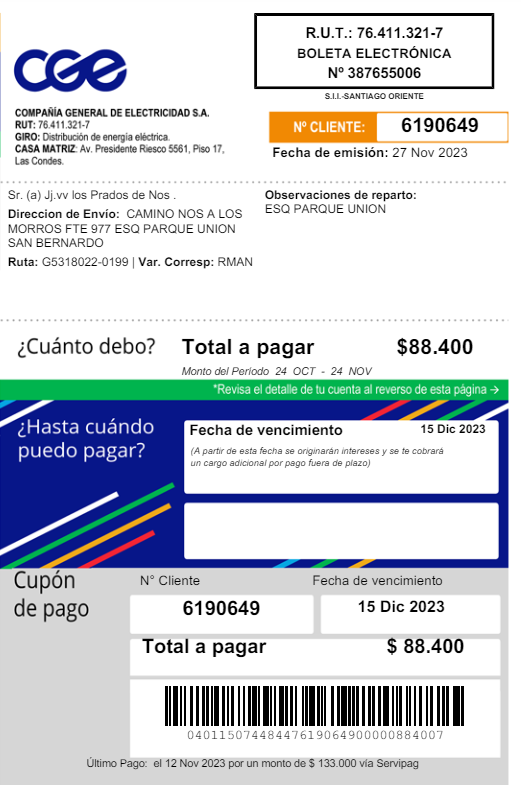 cge
R.U.T.: 76.411.321-7
BOLETA ELECTRÓNICA
Nº 387655006
S.I.I.-SANTIAGO ORIENTE
COMPAÑÍA GENERAL DE ELECTRICIDAD S.A.
RUT: 76.411.321-7
GIRO: Distribución de energía eléctrica.
CASA MATRIZ: Av. Presidente Riesco 5561, Piso 17,
Las Condes.
Nº CLIENTE: 6190649
Fecha de emisión: 27 Nov 2023
Sr. (a) Jj.vv los Prados de Nos .
Direccion de Envío: CAMINO NOS A LOS
MORROS FTE 977 ESQ PARQUE UNION
SAN BERNARDO
Ruta: G5318022-0199 | Var. Corresp: RMAN
Observaciones de reparto:
ESQ PARQUE UNION
¿Cuánto debo? Total a pagar $88.400
Monto del Período 24 OCT - 24 NOV
*Revisa el detalle de tu cuenta al reverso de esta página →
¿Hasta cuándo
puedo pagar?
Fecha de vencimiento 15 Dic 2023
(A partir de esta fecha se originarán intereses y se te cobrará
un cargo adicional por pago fuera de plazo)
Cupón
de pago
N° Cliente Fecha de vencimiento
6190649 15 Dic 2023
Total a pagar $ 88.400
040115074484476190649000008840​07
Último Pago: el 12 Nov 2023 por un monto de $ 133.000 vía Servipag